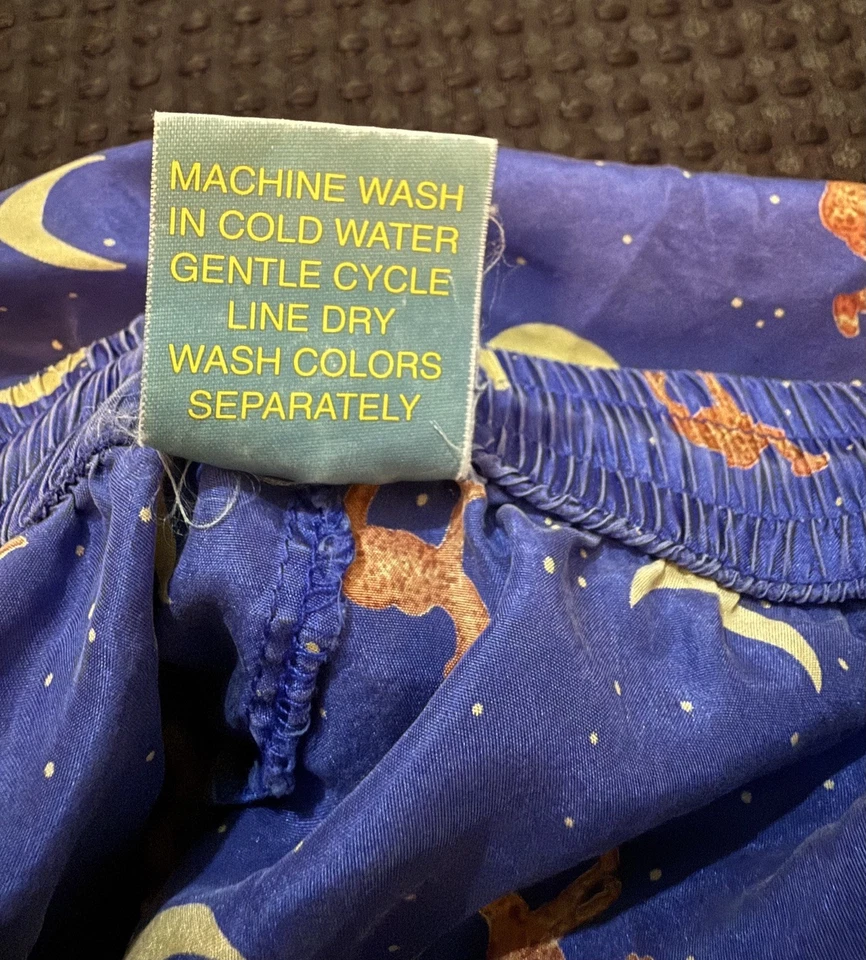 MACHINE WASH
IN COLD WATER
GENTLE CYCLE
LINE DRY
WASH COLORS
SEPARATELY